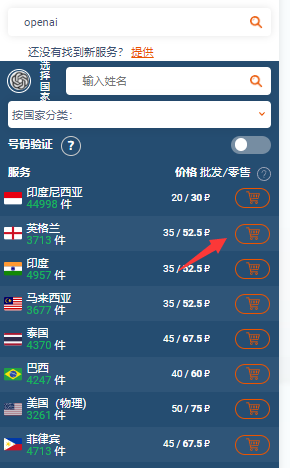 openai
还没有找到新服务？ 提供
选择国家
输入姓名
按国家分类：
号码验证 ?
服务 价格 批发/零售 ?
印度尼西亚
44998 件
20 / 30 ₽
英格兰
3713 件
35 / 52.5 ₽
印度
4957 件
35 / 52.5 ₽
马来西亚
3677 件
35 / 52.5 ₽
泰国
4370 件
45 / 67.5 ₽
巴西
4247 件
40 / 60 ₽
美国（物理）
3261 件
50 / 75 ₽
菲律宾
4713 件
45 / 67.5 ₽